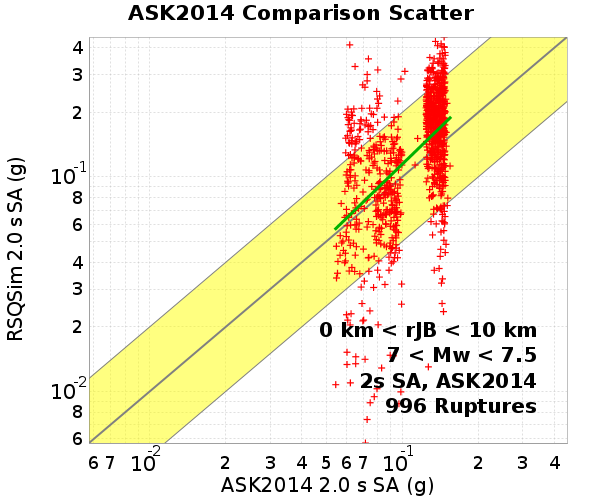 ASK2014 Comparison Scatter
RSQSim 2.0 s SA (g)
4
3
2
10-1
8
6
4
3
2
10-2
8
6
0 km < rJB < 10 km
7 < Mw < 7.5
2s SA, ASK2014
996 Ruptures
6 7 10-2 2 3 4 5 6 7 10-1 2 3 4
ASK2014 2.0 s SA (g)